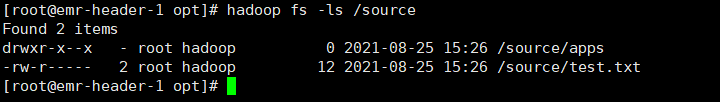 [root@emr-header-1 opt]# hadoop fs -ls /source
Found 2 items
drwxr-x--x   - root hadoop          0 2021-08-25 15:26 /source/apps
-rw-r-----   2 root hadoop         12 2021-08-25 15:26 /source/test.txt
[root@emr-header-1 opt]#